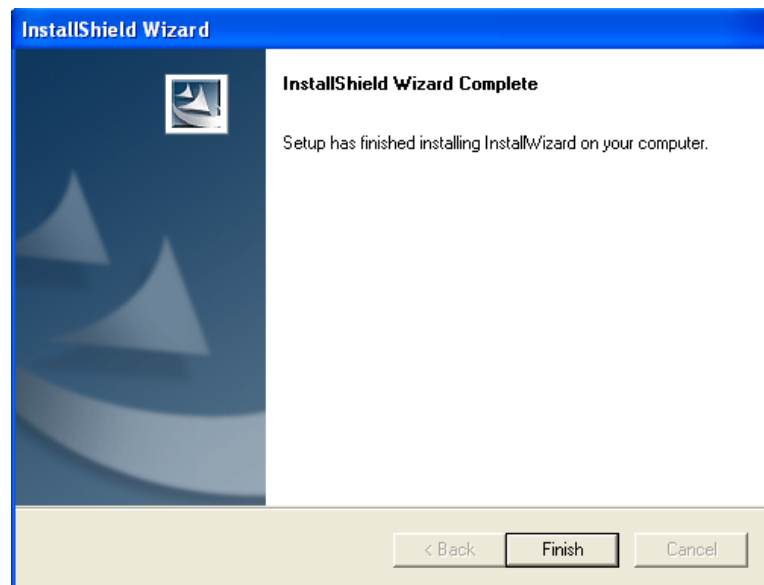 InstallShield Wizard
InstallShield Wizard Complete
Setup has finished installing InstallWizard on your computer.
< Back
Finish
Cancel